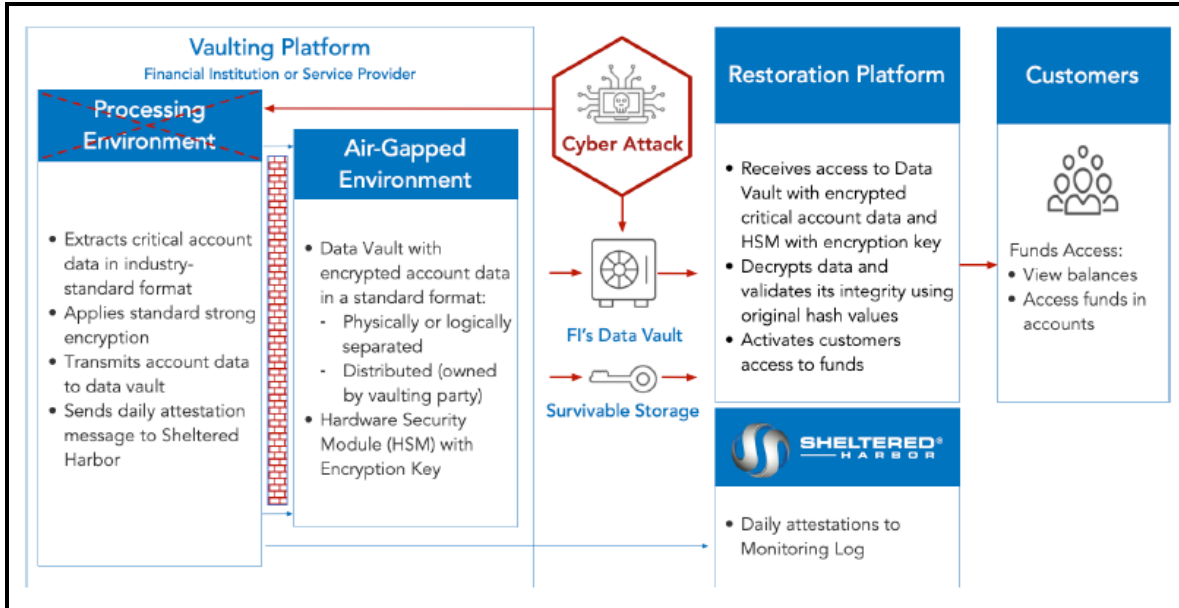 Vaulting Platform
Financial Institution or Service Provider
Processing
Environment
• Extracts critical account
data in industry-
standard format
• Applies standard strong
encryption
• Transmits account data
to data vault
• Sends daily attestation
message to Sheltered
Harbor
Air-Gapped
Environment
• Data Vault with
encrypted account data
in a standard format:
- Physically or logically
separated
- Distributed (owned
by vaulting party)
• Hardware Security
Module (HSM) with
Encryption Key
Cyber Attack
FI's Data Vault
Survivable Storage
Restoration Platform
• Receives access to Data
Vault with encrypted
critical account data and
HSM with encryption key
• Decrypts data and
validates its integrity using
original hash values
• Activates customers
access to funds
SHELTERED®
HARBOR
• Daily attestations to
Monitoring Log
Customers
Funds Access:
• View balances
• Access funds in
accounts